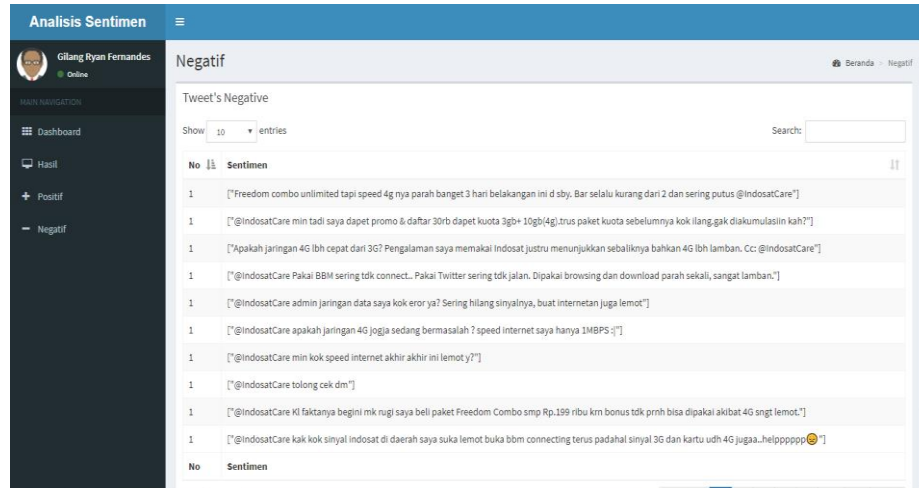 Analisis Sentimen
Gilang Ryan Fernandes
Online
Negatif
Beranda > Negatif
MAIN NAVIGATION
Tweet's Negative
Dashboard
Show 10 entries
Search:
Hasil
No Sentimen
Positif
1 ["Freedom combo unlimited tapi speed 4g nya parah banget 3 hari belakangan ini d sby. Bar selalu kurang dari 2 dan sering putus @IndosatCare"]
Negatif
1 ["@IndosatCare min tadi saya dapet promo & daftar 30rb dapet kuota 3gb+ 10gb(4g).trus paket kuota sebelumnya kok ilang.gak diakumulasiin kah?"]
1 ["Apakah jaringan 4G lbh cepat dari 3G? Pengalaman saya memakai Indosat justru menunjukkan sebaliknya bahkan 4G lbh lamban. Cc: @IndosatCare"]
1 ["@IndosatCare Pakai BBM sering tdk connect.. Pakai Twitter sering tdk jalan. Dipakai browsing dan download parah sekali, sangat lamban."]
1 ["@IndosatCare admin jaringan data saya kok eror ya? Sering hilang sinyalnya, buat internetan juga lemot"]
1 ["@IndosatCare apakah jaringan 4G jogja sedang bermasalah ? speed internet saya hanya 1MBPS :|"]
1 ["@IndosatCare min kok speed internet akhir akhir ini lemot y?"]
1 ["@IndosatCare tolong cek dm"]
1 ["@IndosatCare Kl faktanya begini mk rugi saya beli paket Freedom Combo smp Rp.199 ribu krn bonus tdk prnh bisa dipakai akibat 4G sngt lemot."]
1 ["@IndosatCare kak kok sinyal indosat di daerah saya suka lemot buka bbm connecting terus padahal sinyal 3G dan kartu udh 4G jugaa..helpppppp😄"]
No Sentimen